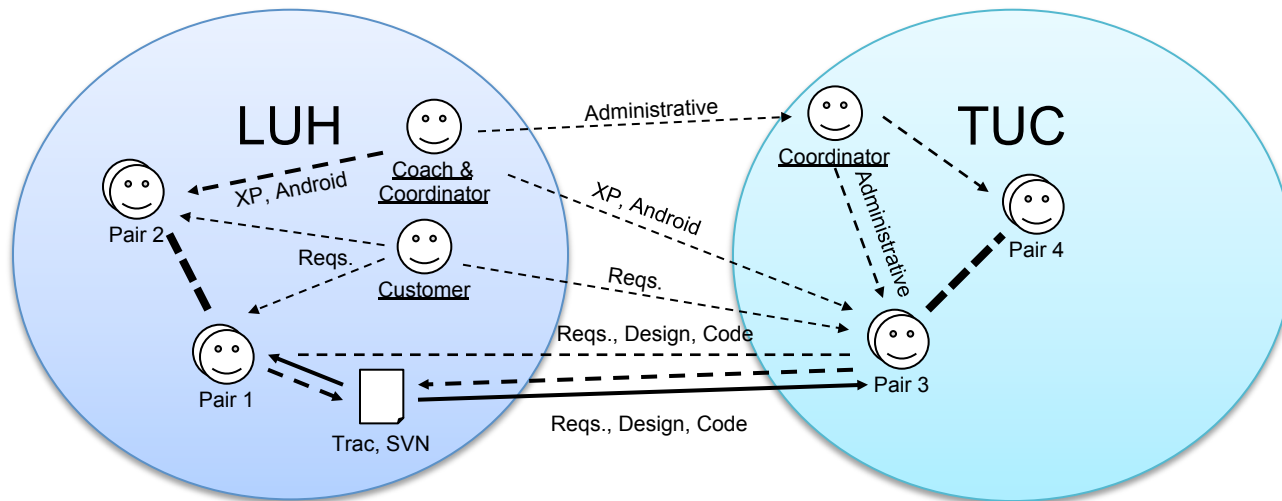 LUH
TUC
Administrative
Coach &
Coordinator
Coordinator
XP, Android
XP, Android
Administrative
Pair 2
Pair 4
Reqs.
Customer
Reqs.
Reqs., Design, Code
Pair 1
Pair 3
Trac, SVN
Reqs., Design, Code